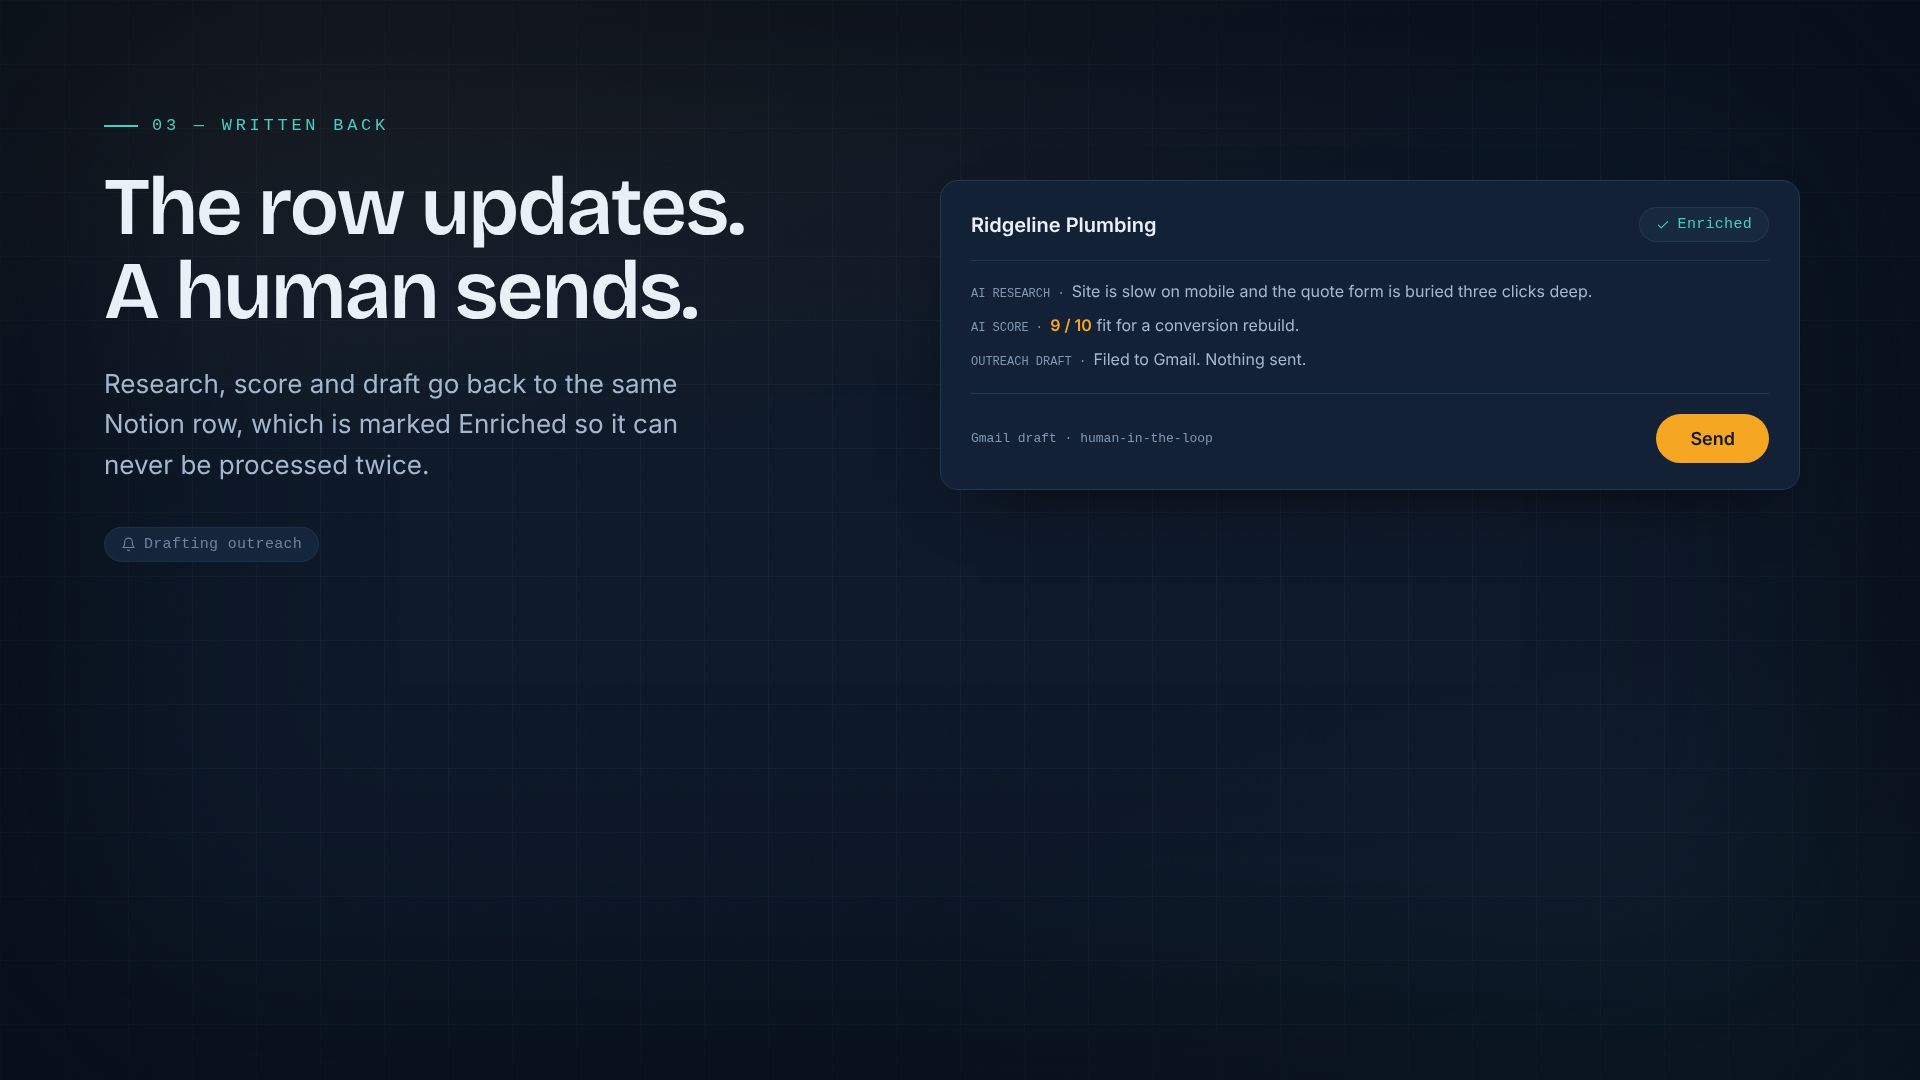 03 — WRITTEN BACK
The row updates.
A human sends.
Research, score and draft go back to the same
Notion row, which is marked Enriched so it can
never be processed twice.
Drafting outreach
Ridgeline Plumbing
Enriched
AI RESEARCH · Site is slow on mobile and the quote form is buried three clicks deep.
AI SCORE · 9 / 10 fit for a conversion rebuild.
OUTREACH DRAFT · Filed to Gmail. Nothing sent.
Gmail draft · human-in-the-loop
Send